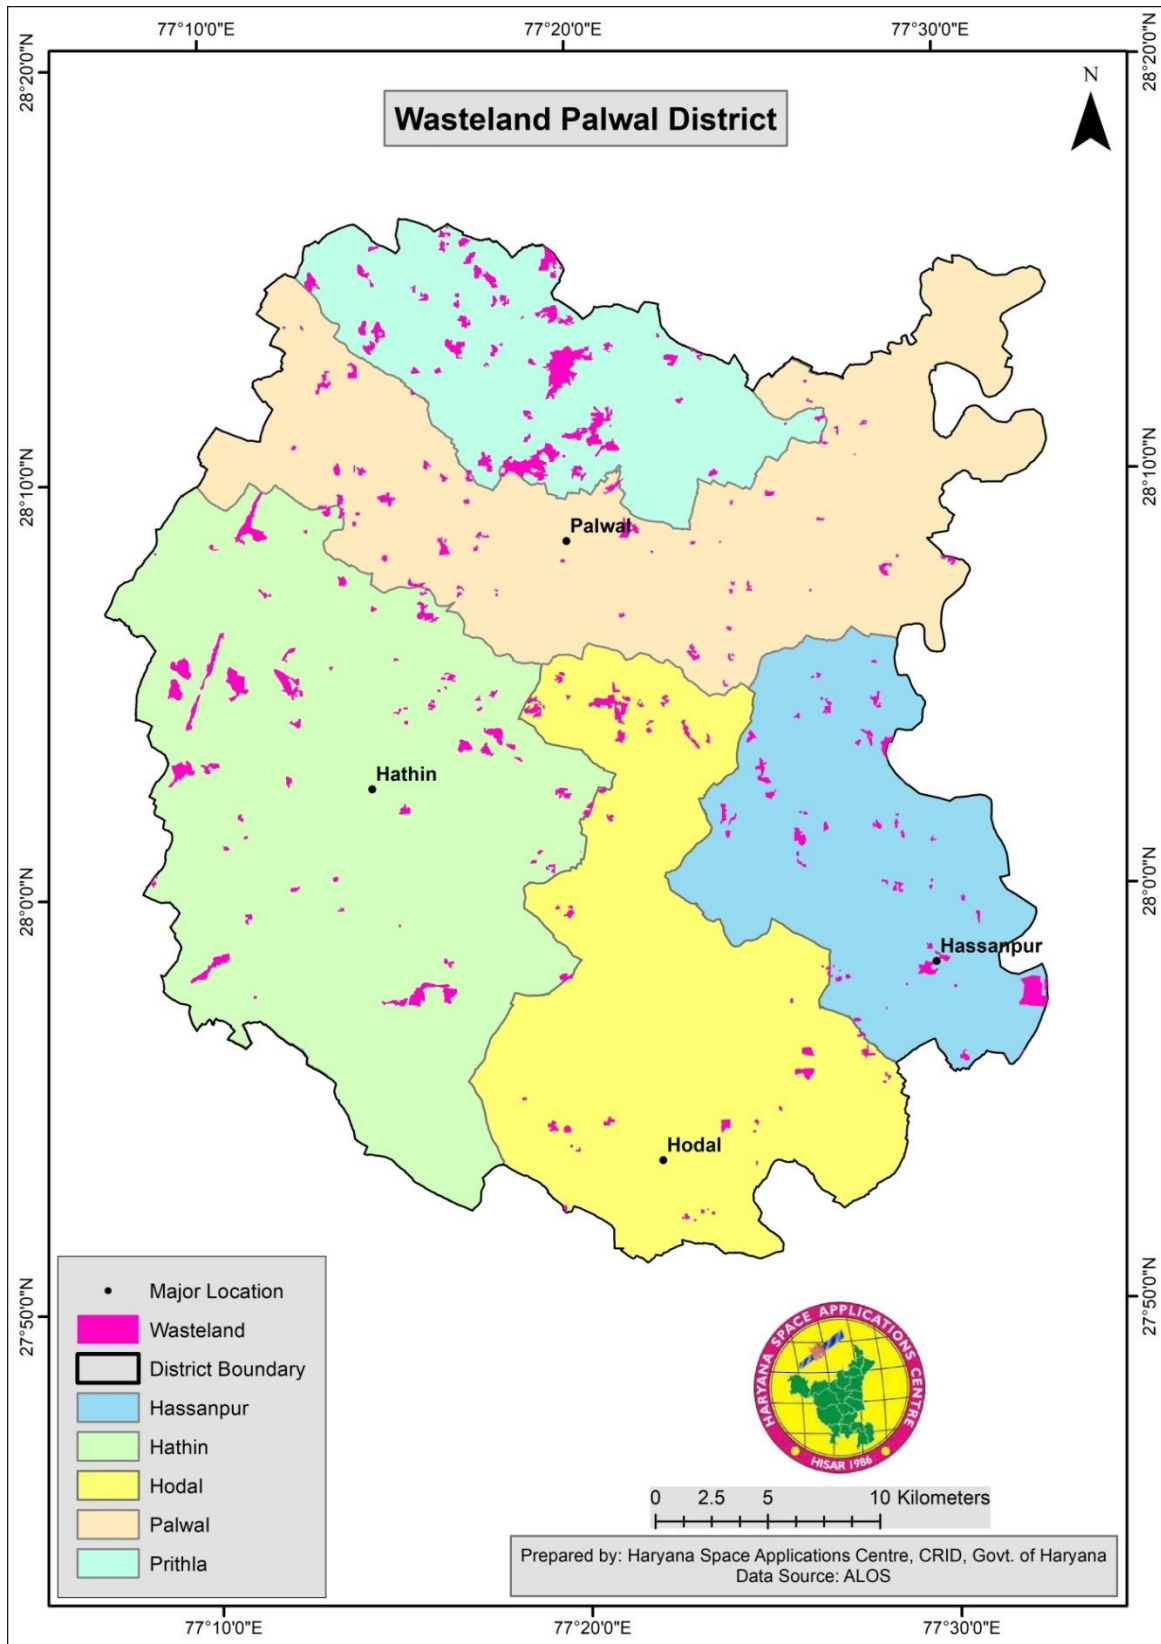 77°10'0"E
77°20'0"E
77°30'0"E
28°20'0"N
28°20'0"N
N
Wasteland Palwal District
28°10'0"N
28°10'0"N
Palwal
Hathin
28°0'0"N
28°0'0"N
Hassanpur
Hodal
27°50'0"N
27°50'0"N
Major Location
Wasteland
District Boundary
Hassanpur
Hathin
Hodal
Palwal
Prithla
HARYANA SPACE APPLICATIONS CENTRE
HISAR 1986
0 2.5 5 10 Kilometers
Prepared by: Haryana Space Applications Centre, CRID, Govt. of Haryana
Data Source: ALOS
77°10'0"E
77°20'0"E
77°30'0"E